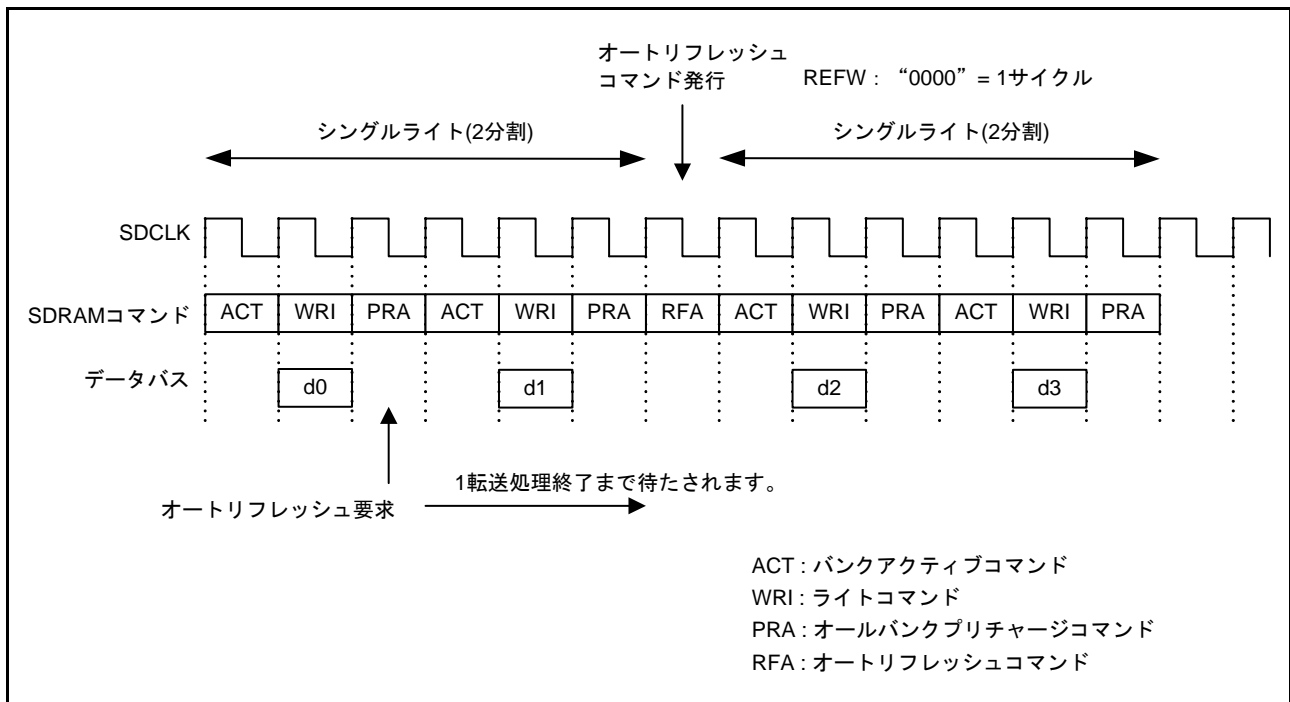 オートリフレッシュ
コマンド発行
REFW : “0000” = 1サイクル
シングルライト(2分割)
シングルライト(2分割)
SDCLK
SDRAMコマンド ACT WRI PRA ACT WRI PRA RFA ACT WRI PRA ACT WRI PRA
データバス d0 d1 d2 d3
1転送処理終了まで待たされます。
オートリフレッシュ要求
ACT : バンクアクティブコマンド
WRI : ライトコマンド
PRA : オールバンクプリチャージコマンド
RFA : オートリフレッシュコマンド